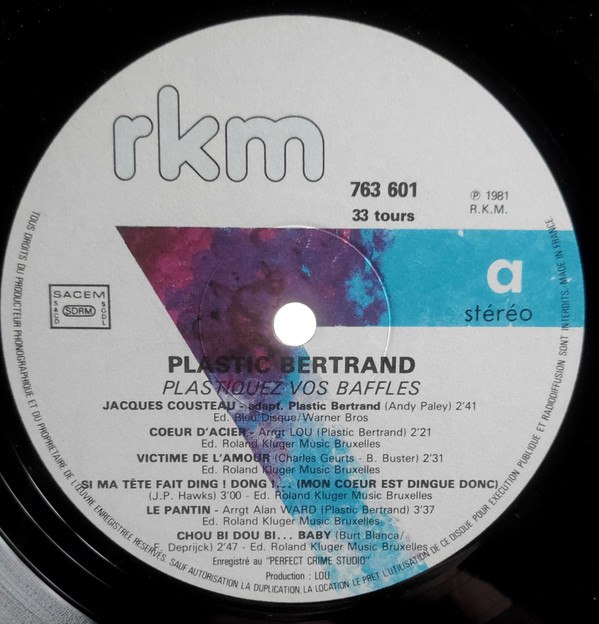 rkm
763 601
33 tours
℗ 1981
R.K.M.
a
stéréo
SACEM
SACD
SDRM
SGDL
PLASTIC BERTRAND
PLASTIQUEZ VOS BAFFLES
JACQUES COUSTEAU - adapt. Plastic Bertrand (Andy Paley) 2'41
Ed. Bleu Disque/Warner Bros
COEUR D'ACIER - Arrgt LOU (Plastic Bertrand) 2'21
Ed. Roland Kluger Music Bruxelles
VICTIME DE L'AMOUR (Charles Geurts - B. Buster) 2'31
Ed. Roland Kluger Music Bruxelles
SI MA TÊTE FAIT DING ! DONG !... (MON COEUR EST DINGUE DONC)
(J.P. Hawks) 3'00 - Ed. Roland Kluger Music Bruxelles
LE PANTIN - Arrgt Alan WARD (Plastic Bertrand) 3'37
Ed. Roland Kluger Music Bruxelles
CHOU BI DOU BI... BABY (Burt Blanca/
F. Deprijck) 2'47 - Ed. Roland Kluger Music Bruxelles
Enregistré au "PERFECT CRIME STUDIO"
Production : LOU
TOUS DROITS DU PRODUCTEUR PHONOGRAPHIQUE ET DU PROPRIETAIRE DE L'ŒUVRE ENREGISTREE RESERVES. SAUF AUTORISATION LA DUPLICATION, LA LOCATION, LE PRET, L'UTILISATION DE CE DISQUE POUR EXECUTION PUBLIQUE ET RADIODIFFUSION SONT INTERDITS. MADE IN FRANCE